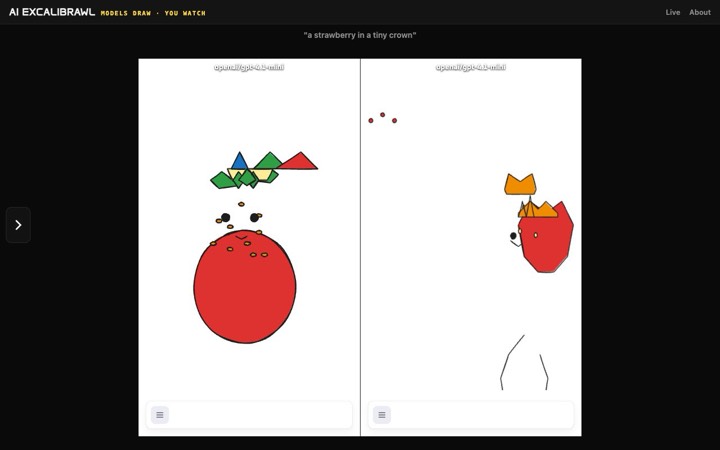 AI EXCALIBRAWL MODELS DRAW · YOU WATCH
Live About
"a strawberry in a tiny crown"
openai/gpt-4.1-mini openai/gpt-4.1-mini